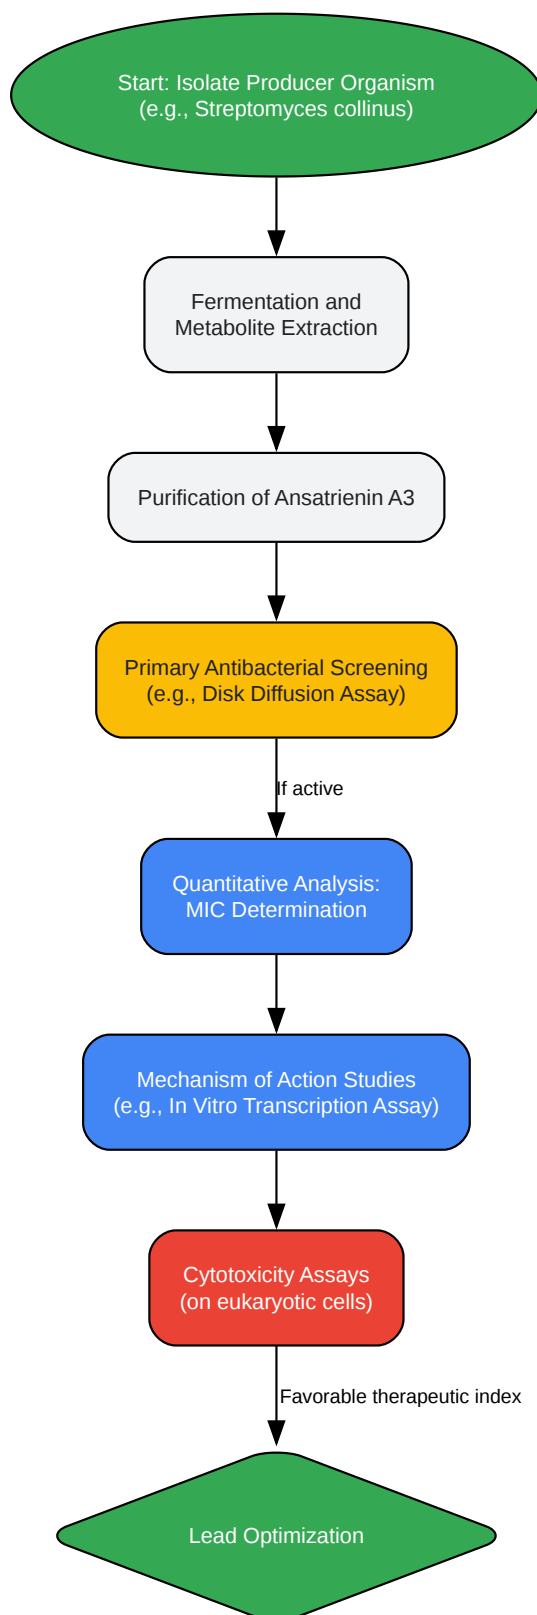 Start: Isolate Producer Organism
(e.g., Streptomyces collinus)
Fermentation and
Metabolite Extraction
Purification of Ansatrienin A3
Primary Antibacterial Screening
(e.g., Disk Diffusion Assay)
If active
Quantitative Analysis:
MIC Determination
Mechanism of Action Studies
(e.g., In Vitro Transcription Assay)
Cytotoxicity Assays
(on eukaryotic cells)
Favorable therapeutic index
Lead Optimization